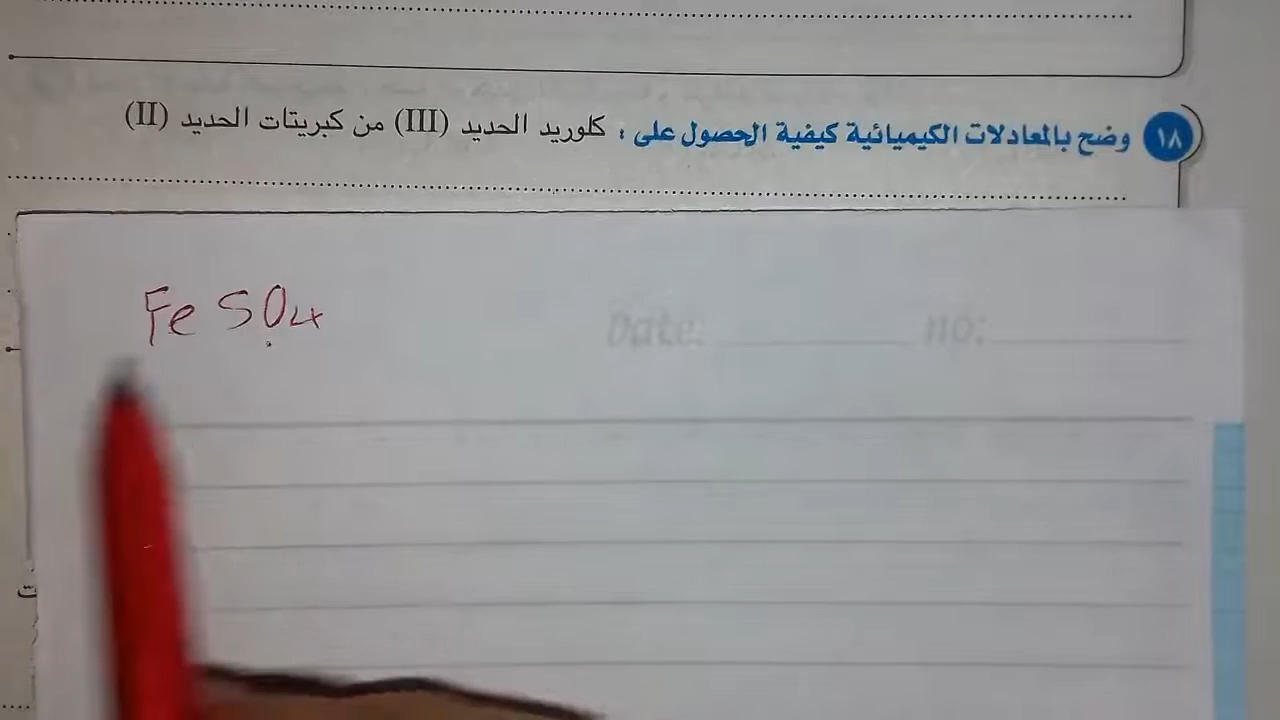 ١٨ وضح بالمعادلات الكيميائية كيفية الحصول على : كلوريد الحديد (III) من كبريتات الحديد (II)
Fe SO4
Date: no: